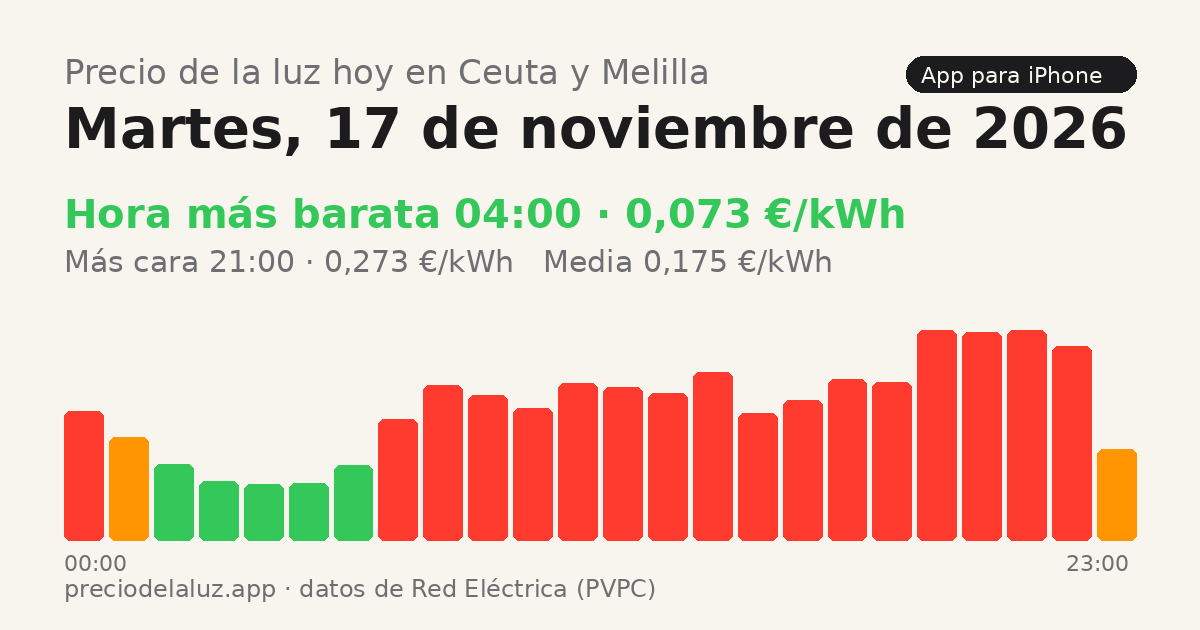 Precio de la luz hoy en Ceuta y Melilla
App para iPhone
Martes, 17 de noviembre de 2026
Hora más barata 04:00 · 0,073 €/kWh
Más cara 21:00 · 0,273 €/kWh   Media 0,175 €/kWh
00:00
23:00
preciodelaluz.app · datos de Red Eléctrica (PVPC)